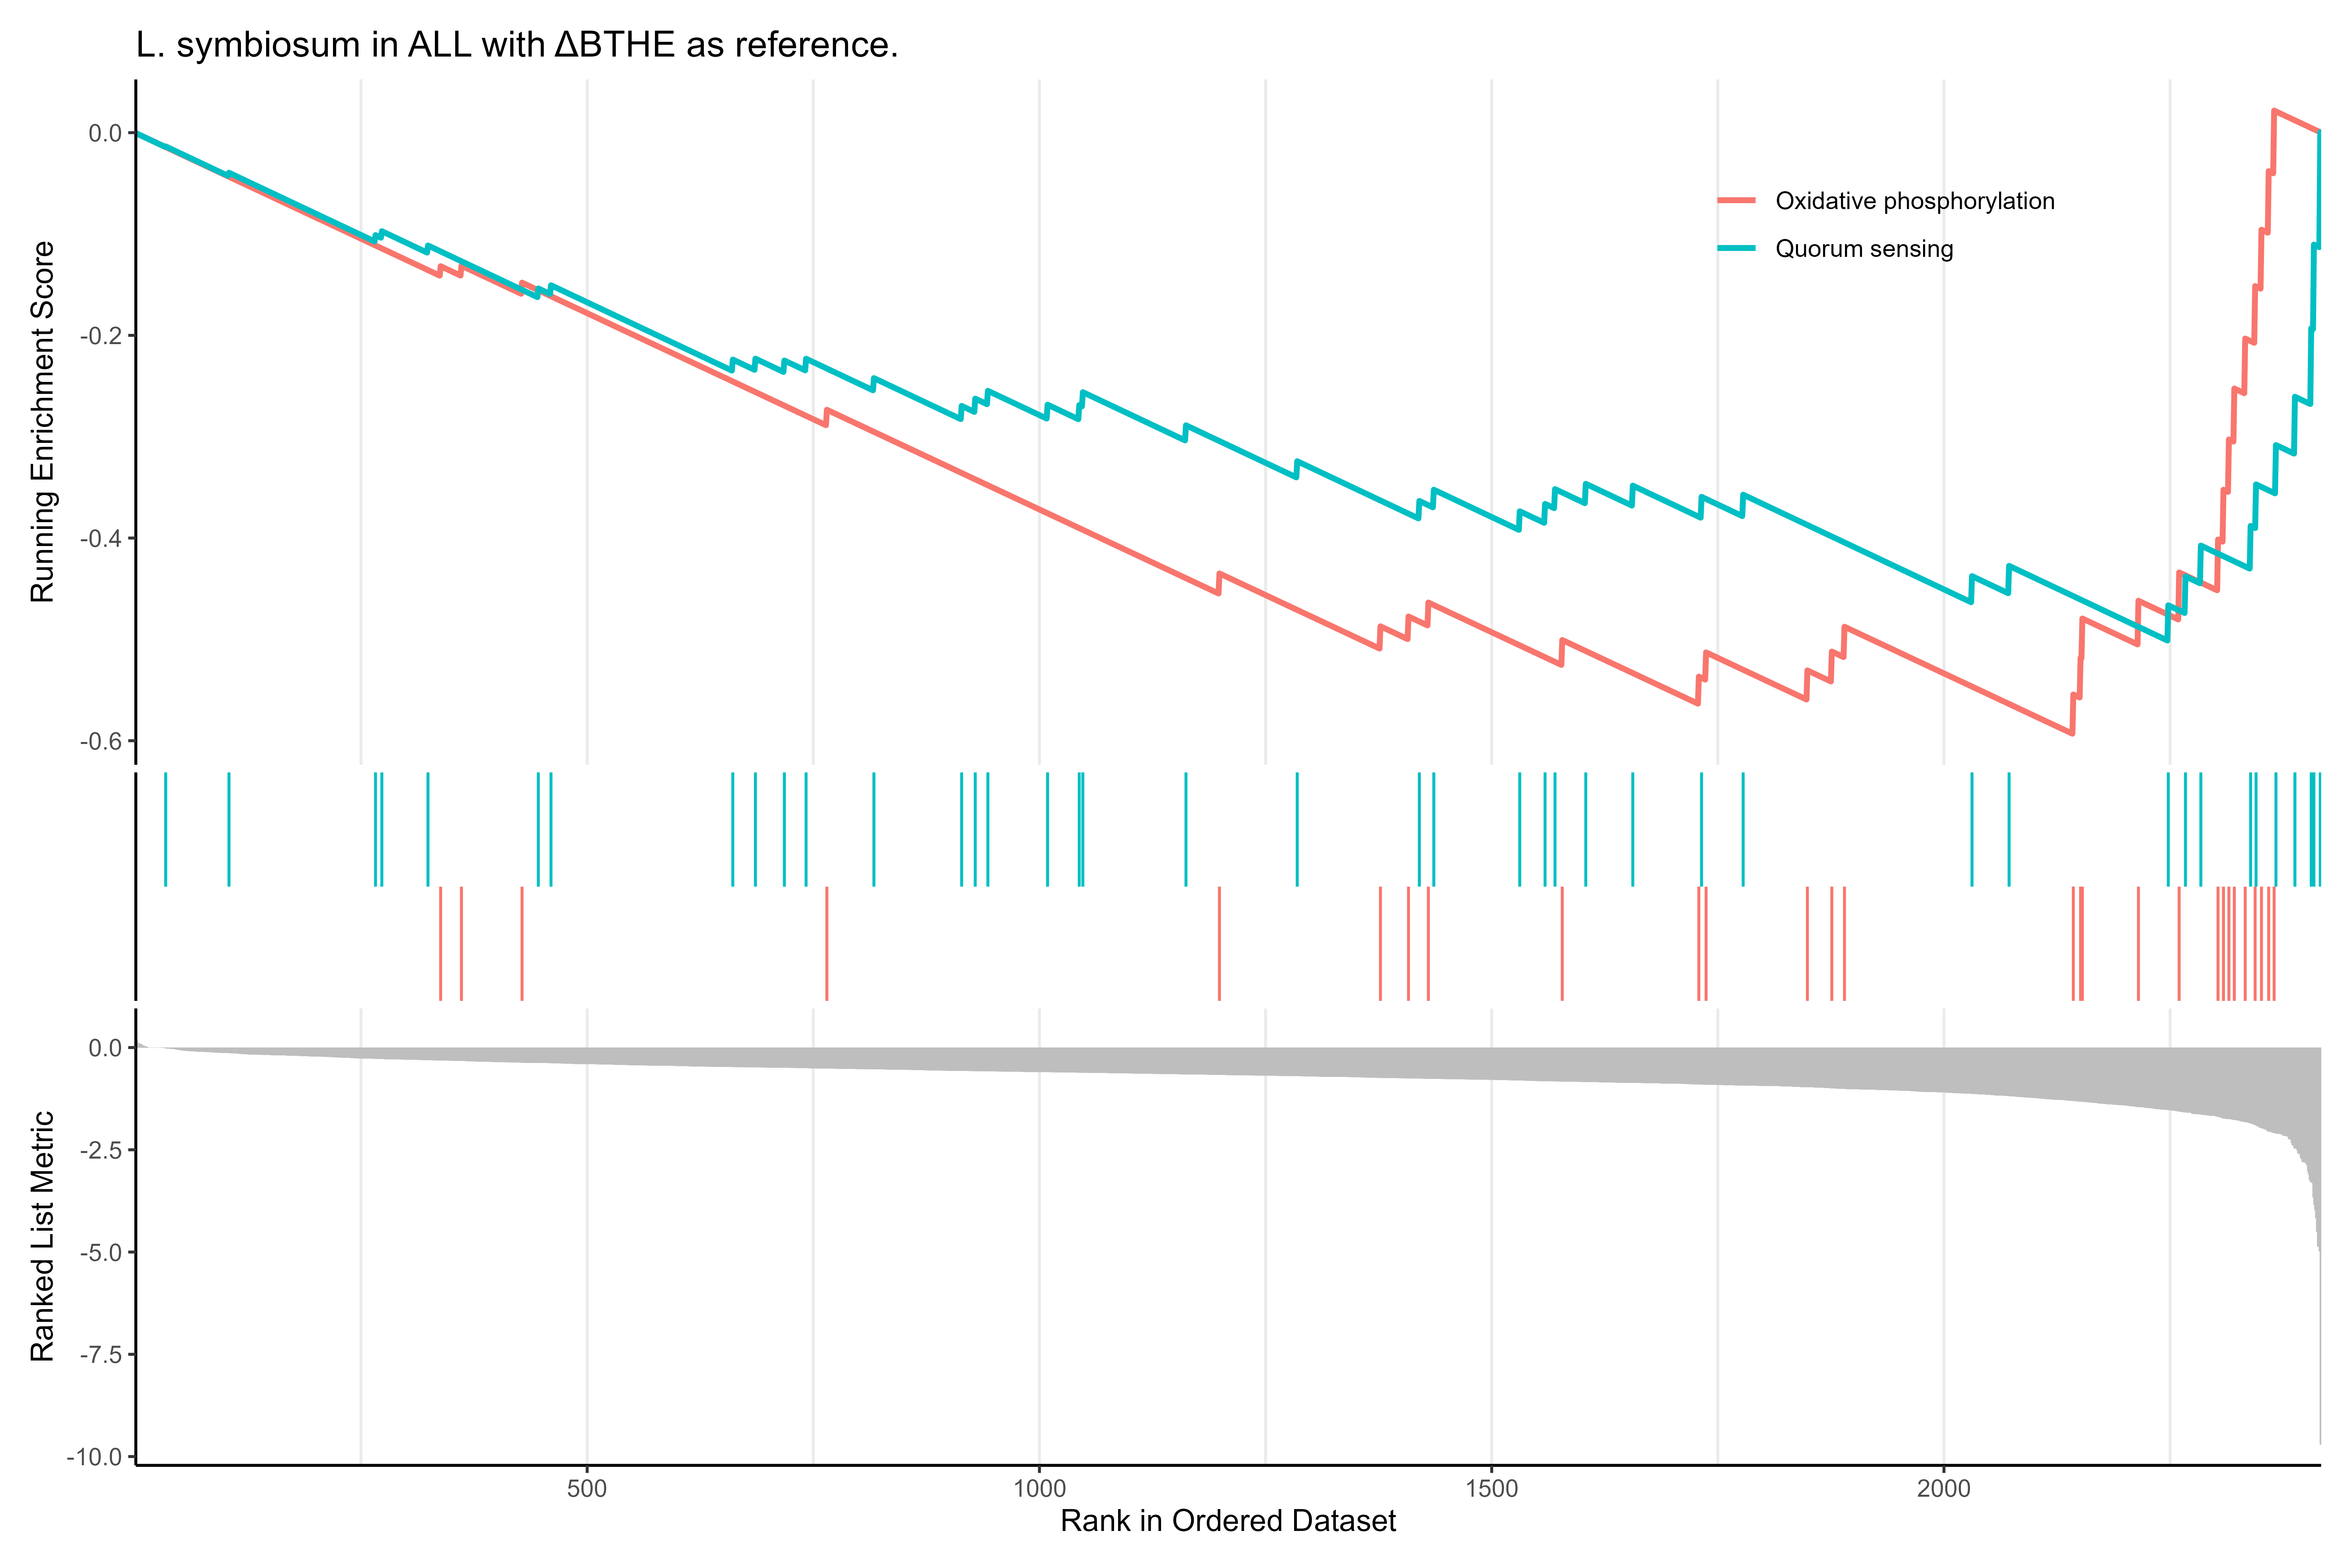 L. symbiosum in ALL with ΔBTHE as reference.
Running Enrichment Score
0.0
-0.2
-0.4
-0.6
Oxidative phosphorylation
Quorum sensing
Ranked List Metric
0.0
-2.5
-5.0
-7.5
-10.0
500
1000
1500
2000
Rank in Ordered Dataset